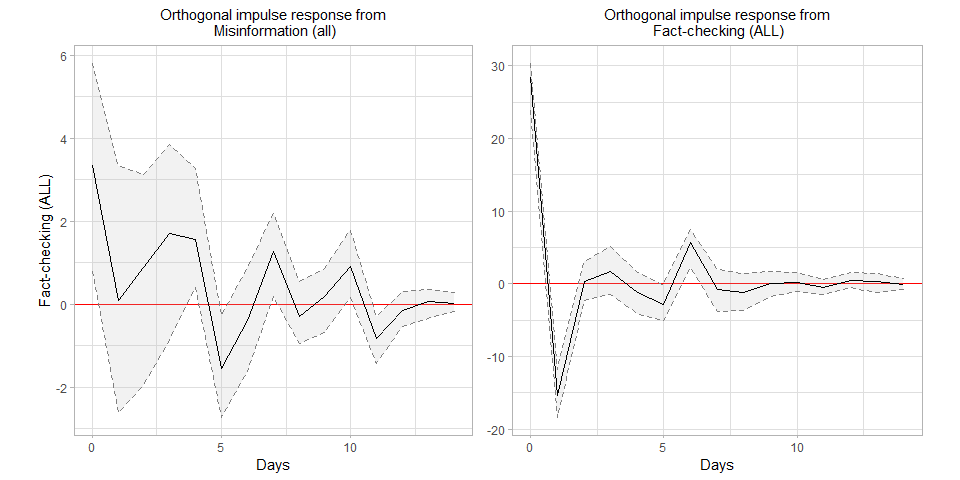 Orthogonal impulse response from
Misinformation (all)
Fact-checking (ALL)
6
4
2
0
-2
0
5
10
Days
Orthogonal impulse response from
Fact-checking (ALL)
30
20
10
0
-10
-20
0
5
10
Days